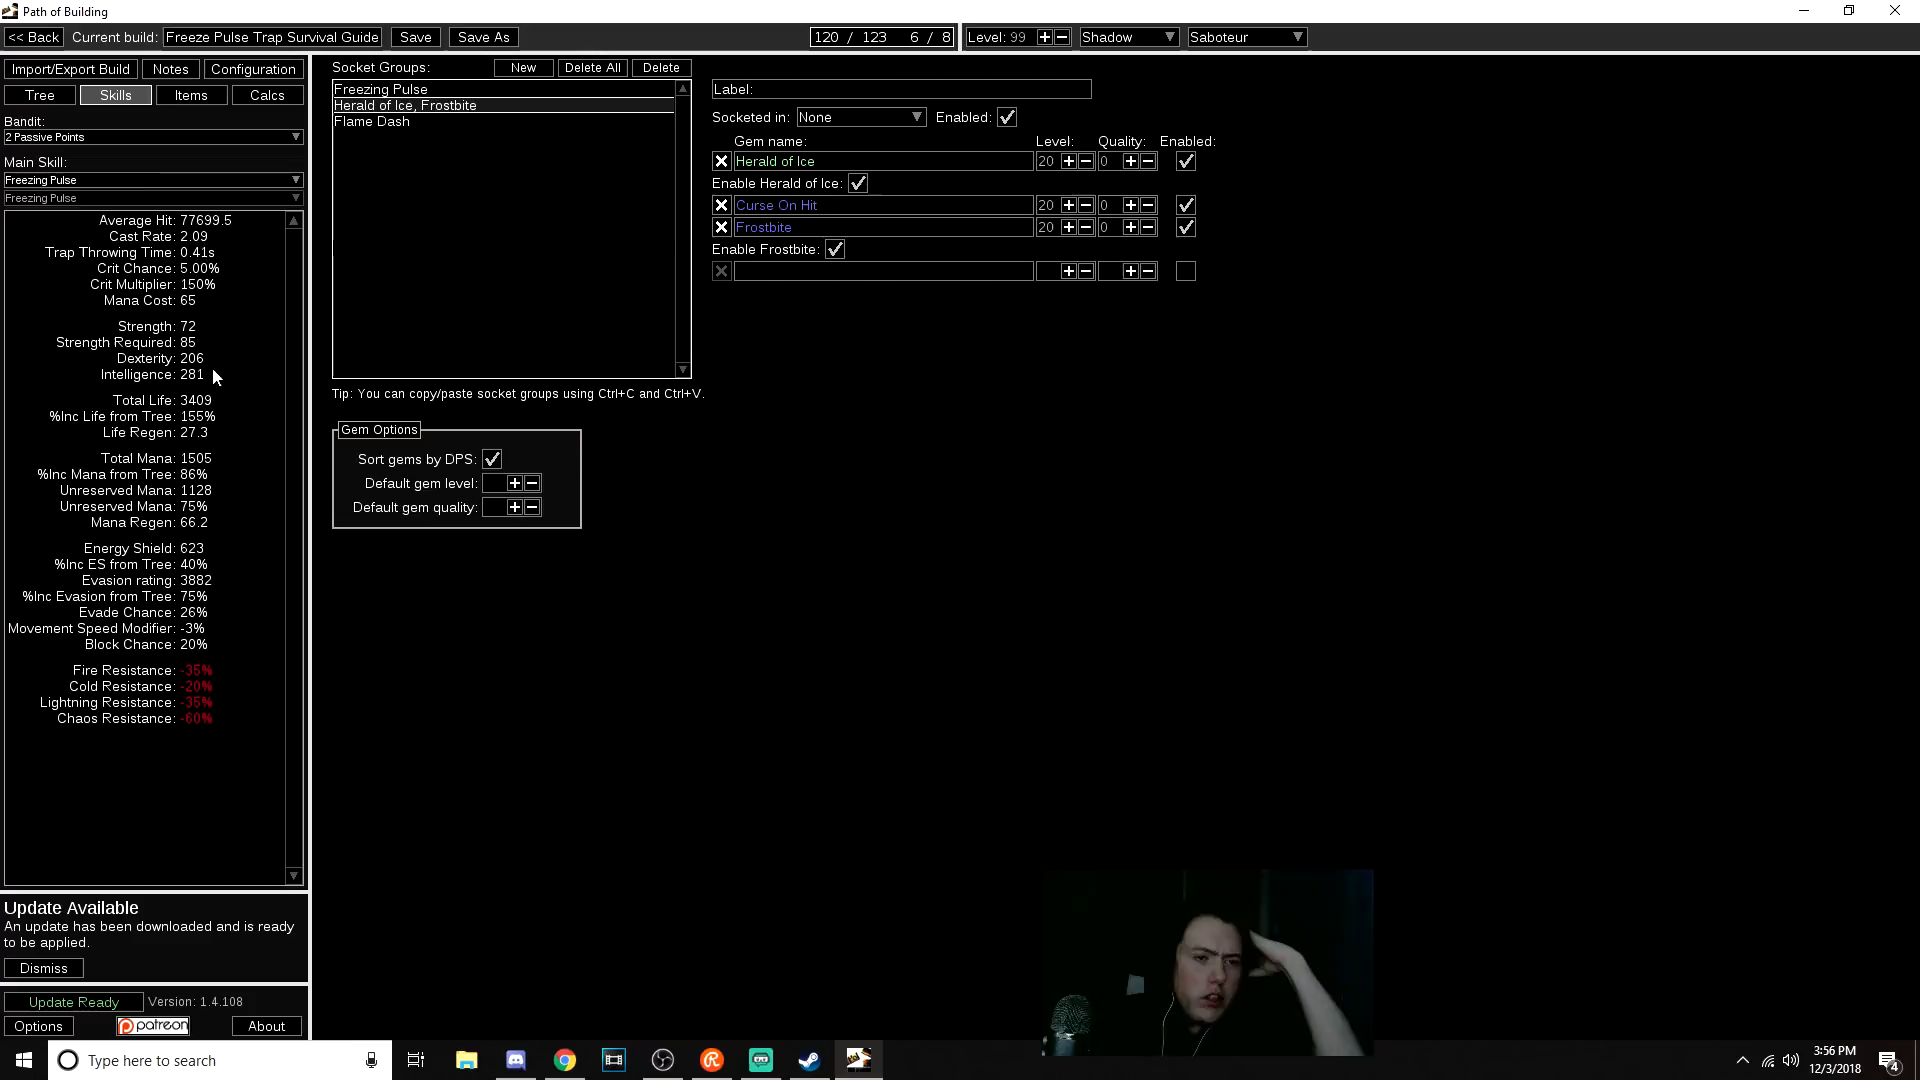 Path of Building
<< Back Current build: Freeze Pulse Trap Survival Guide Save Save As 120 / 123 6 / 8 Level: 99 Shadow Saboteur
Import/Export Build Notes Configuration
Tree Skills Items Calcs
Bandit:
2 Passive Points
Main Skill:
Freezing Pulse
Freezing Pulse
Average Hit: 77699.5
Cast Rate: 2.09
Trap Throwing Time: 0.41s
Crit Chance: 5.00%
Crit Multiplier: 150%
Mana Cost: 65
Strength: 72
Strength Required: 85
Dexterity: 206
Intelligence: 281
Total Life: 3409
%Inc Life from Tree: 155%
Life Regen: 27.3
Total Mana: 1505
%Inc Mana from Tree: 86%
Unreserved Mana: 1128
Unreserved Mana: 75%
Mana Regen: 66.2
Energy Shield: 623
%Inc ES from Tree: 40%
Evasion rating: 3882
%Inc Evasion from Tree: 75%
Evade Chance: 26%
Movement Speed Modifier: -3%
Block Chance: 20%
Fire Resistance: -35%
Cold Resistance: -20%
Lightning Resistance: -35%
Chaos Resistance: -60%
Update Available
An update has been downloaded and is ready
to be applied.
Dismiss
Update Ready Version: 1.4.108
Options patreon About
Socket Groups: New Delete All Delete
Freezing Pulse
Herald of Ice, Frostbite
Flame Dash
Tip: You can copy/paste socket groups using Ctrl+C and Ctrl+V.
Gem Options
Sort gems by DPS:
Default gem level:
Default gem quality:
Label:
Socketed in: None Enabled:
Gem name: Level: Quality: Enabled:
Herald of Ice 20 0
Enable Herald of Ice:
Curse On Hit 20 0
Frostbite 20 0
Enable Frostbite:
Type here to search
3:56 PM
12/3/2018
4